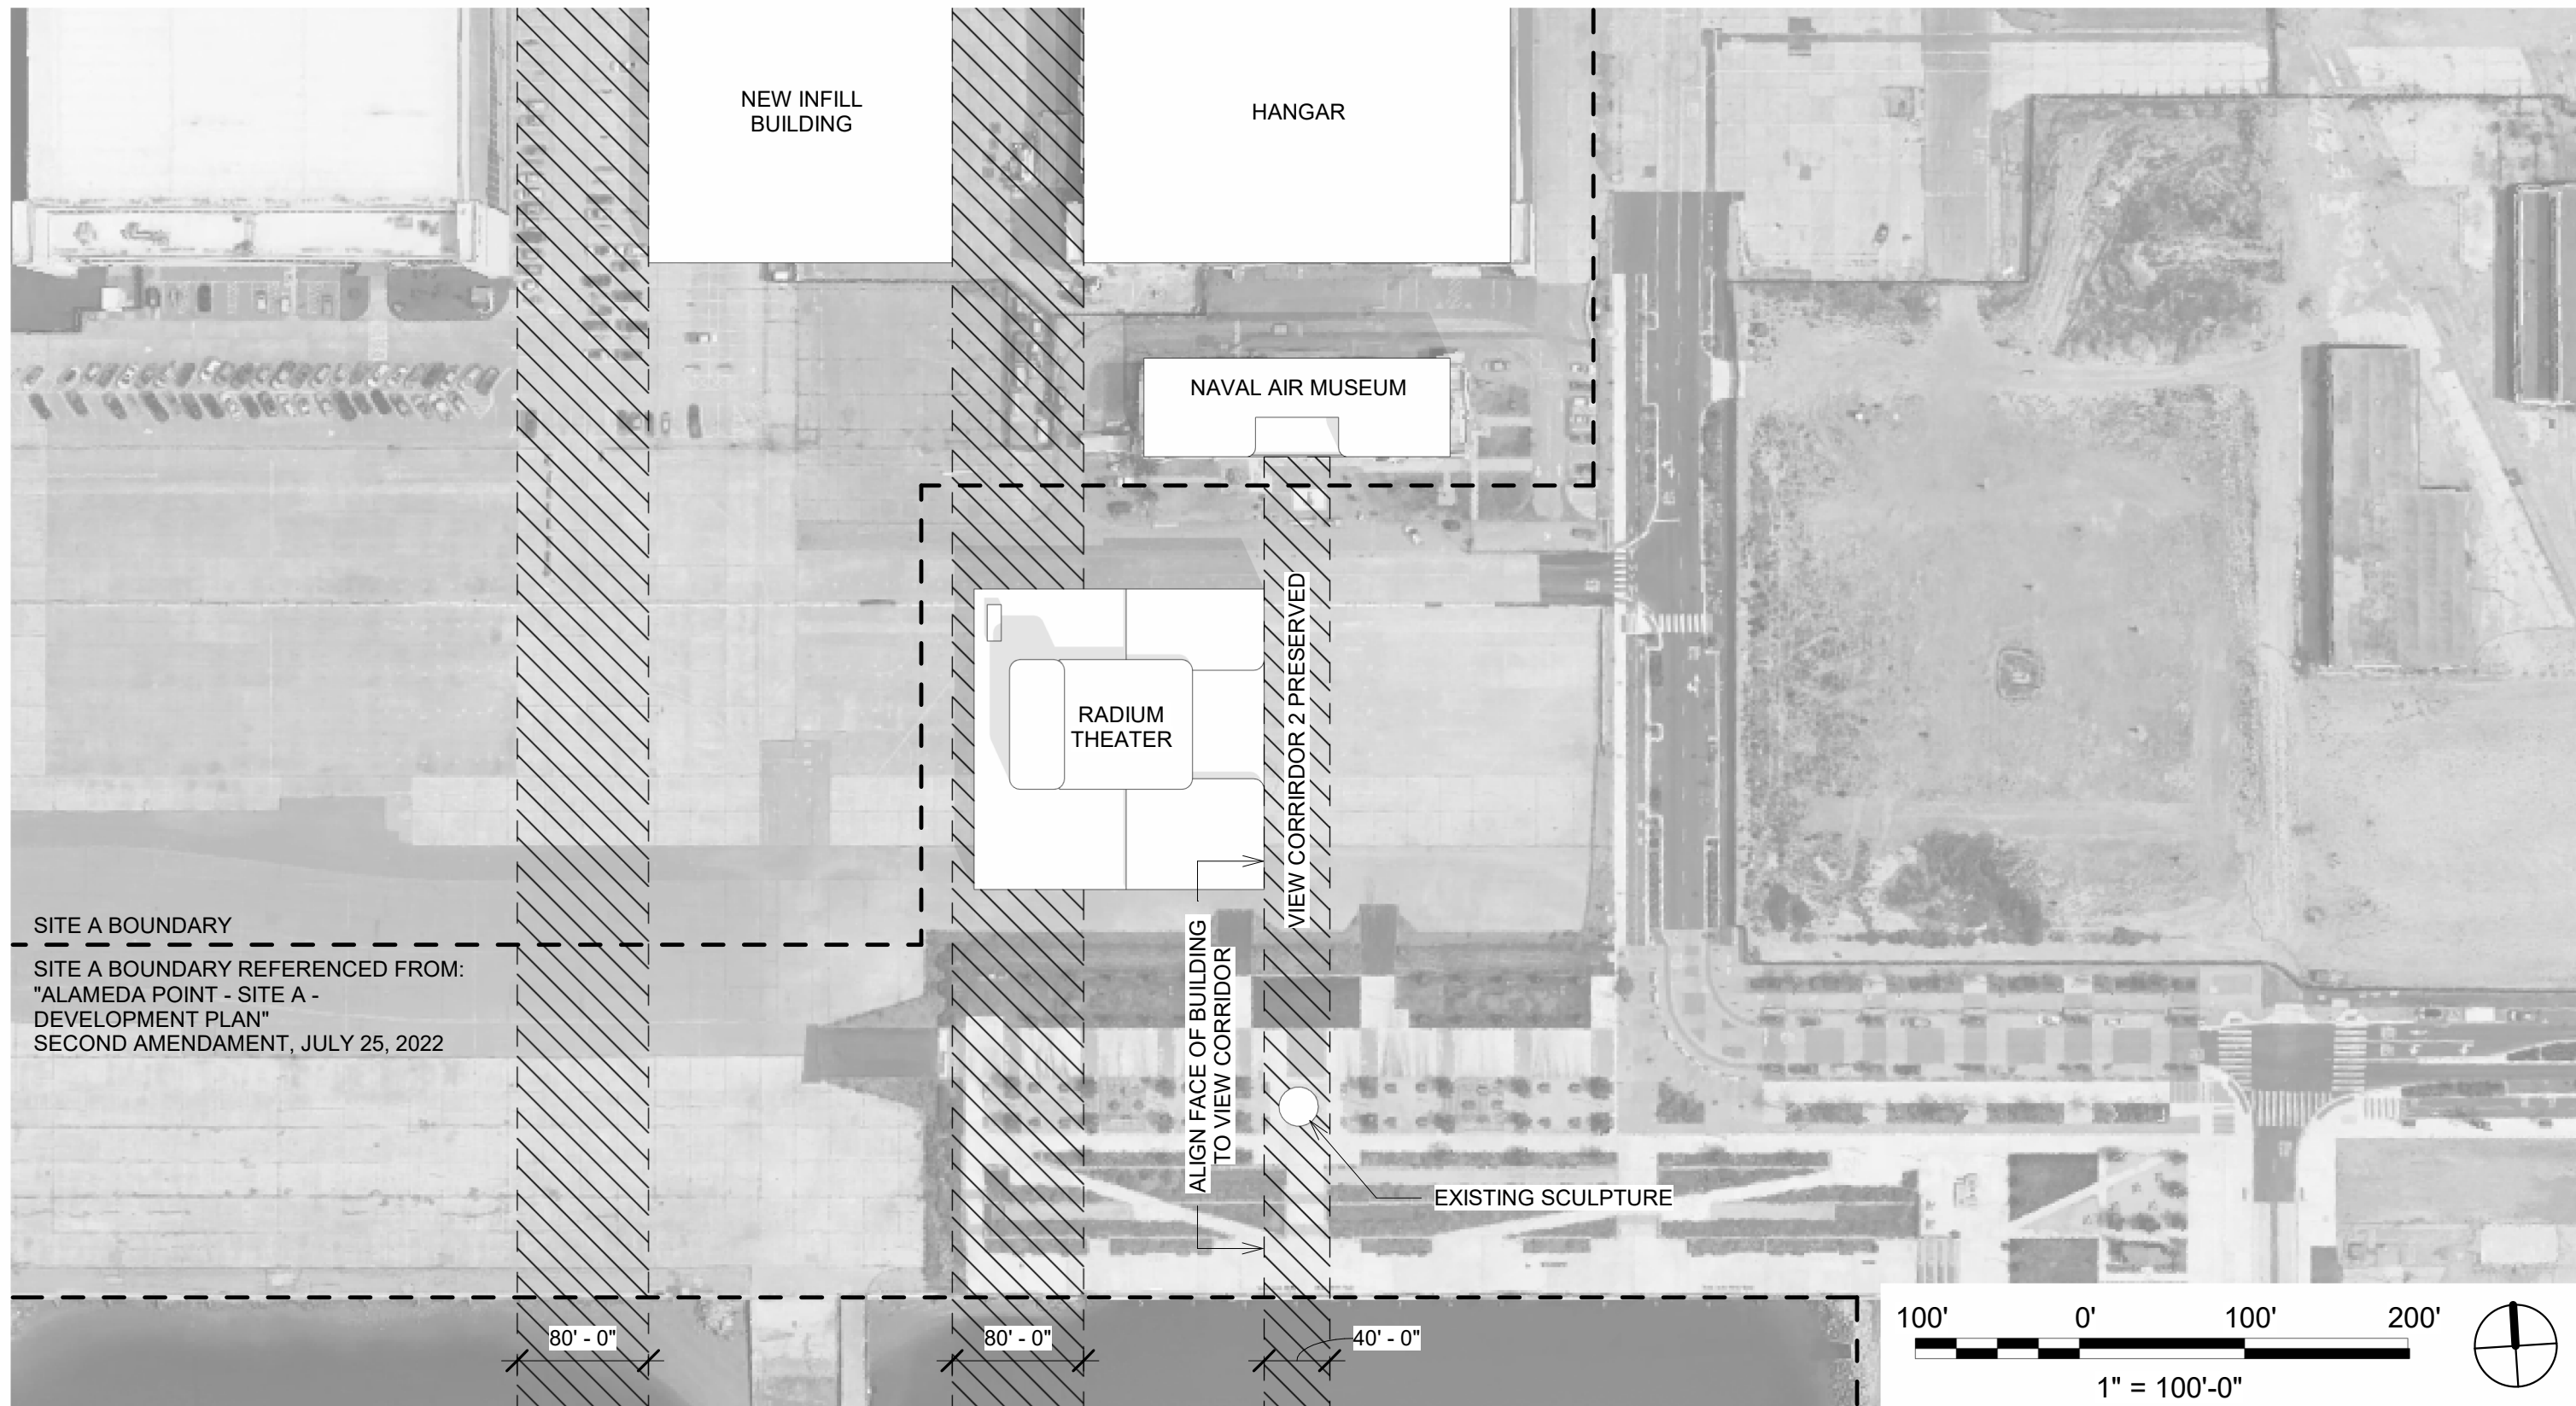 NEW INFILL
BUILDING
HANGAR
NAVAL AIR MUSEUM
RADIUM
THEATER
VIEW CORRIRDOR 2 PRESERVED
SITE A BOUNDARY
SITE A BOUNDARY REFERENCED FROM:
"ALAMEDA POINT - SITE A -
DEVELOPMENT PLAN"
SECOND AMENDAMENT, JULY 25, 2022
ALIGN FACE OF BUILDING
TO VIEW CORRIDOR
EXISTING SCULPTURE
80' - 0"
80' - 0"
40' - 0"
100' 0' 100' 200'
1" = 100'-0"